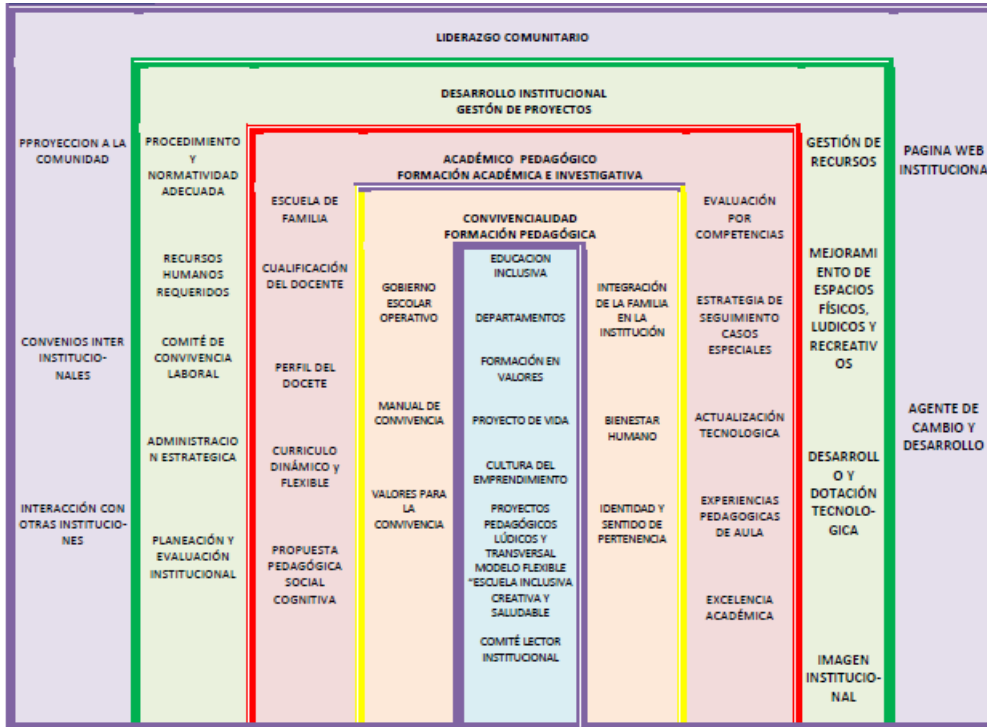 LIDERAZGO COMUNITARIO
DESARROLLO INSTITUCIONAL
GESTIÓN DE PROYECTOS
ACADÉMICO PEDAGÓGICO
FORMACIÓN ACADÉMICA E INVESTIGATIVA
CONVIVENCIALIDAD
FORMACIÓN PEDAGÓGICA
PPROYECCION A LA
COMUNIDAD
CONVENIOS INTER
INSTITUCIO-
NALES
INTERACCIÓN CON
OTRAS INSTITUCIO-
NES
PROCEDIMIENTO
Y
NORMATIVIDAD
ADECUADA
RECURSOS
HUMANOS
REQUERIDOS
COMITÉ DE
CONVIVENCIA
LABORAL
ADMINISTRACIO
N ESTRATEGICA
PLANEACIÓN Y
EVALUACIÓN
INSTITUCIONAL
ESCUELA DE
FAMILIA
CUALIFICACIÓN
DEL DOCENTE
PERFIL DEL
DOCETE
CURRICULO
DINÁMICO y
FLEXIBLE
PROPUESTA
PEDAGÓGICA
SOCIAL
COGNITIVA
GOBIERNO
ESCOLAR
OPERATIVO
MANUAL DE
CONVIVENCIA
VALORES PARA
LA
CONVIVENCIA
EDUCACION
INCLUSIVA
DEPARTAMENTOS
FORMACIÓN EN
VALORES
PROYECTO DE VIDA
CULTURA DEL
EMPRENDIMIENTO
PROYECTOS
PEDAGÓGICOS
LÚDICOS Y
TRANSVERSAL
MODELO FLEXIBLE
"ESCUELA INCLUSIVA
CREATIVA Y
SALUDABLE
COMITÉ LECTOR
INSTITUCIONAL
INTEGRACIÓN
DE LA FAMILIA
EN LA
INSTITUCIÓN
BIENESTAR
HUMANO
IDENTIDAD Y
SENTIDO DE
PERTENENCIA
EVALUACIÓN
POR
COMPETENCIAS
ESTRATEGIA DE
SEGUIMIENTO
CASOS
ESPECIALES
ACTUALIZACIÓN
TECNOLOGICA
EXPERIENCIAS
PEDAGOGICAS
DE AULA
EXCELENCIA
ACADÉMICA
GESTIÓN DE
RECURSOS
MEJORAMI
ENTO DE
ESPACIOS
FÍSICOS,
LUDICOS Y
RECREATIV
OS
DESARROLL
O Y
DOTACIÓN
TECNOLO-
GICA
IMAGEN
INSTITUCIO-
NAL
PAGINA WEB
INSTITUCIONA
AGENTE DE
CAMBIO Y
DESARROLLO